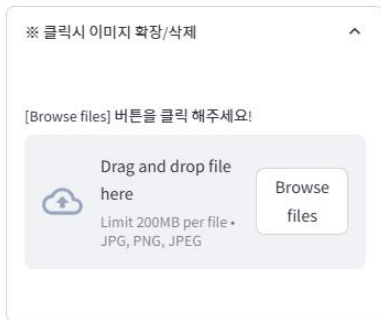 ※ 클릭시 이미지 확장/삭제
[Browse files] 버튼을 클릭 해주세요!
Drag and drop file
here
Limit 200MB per file •
JPG, PNG, JPEG
Browse
files